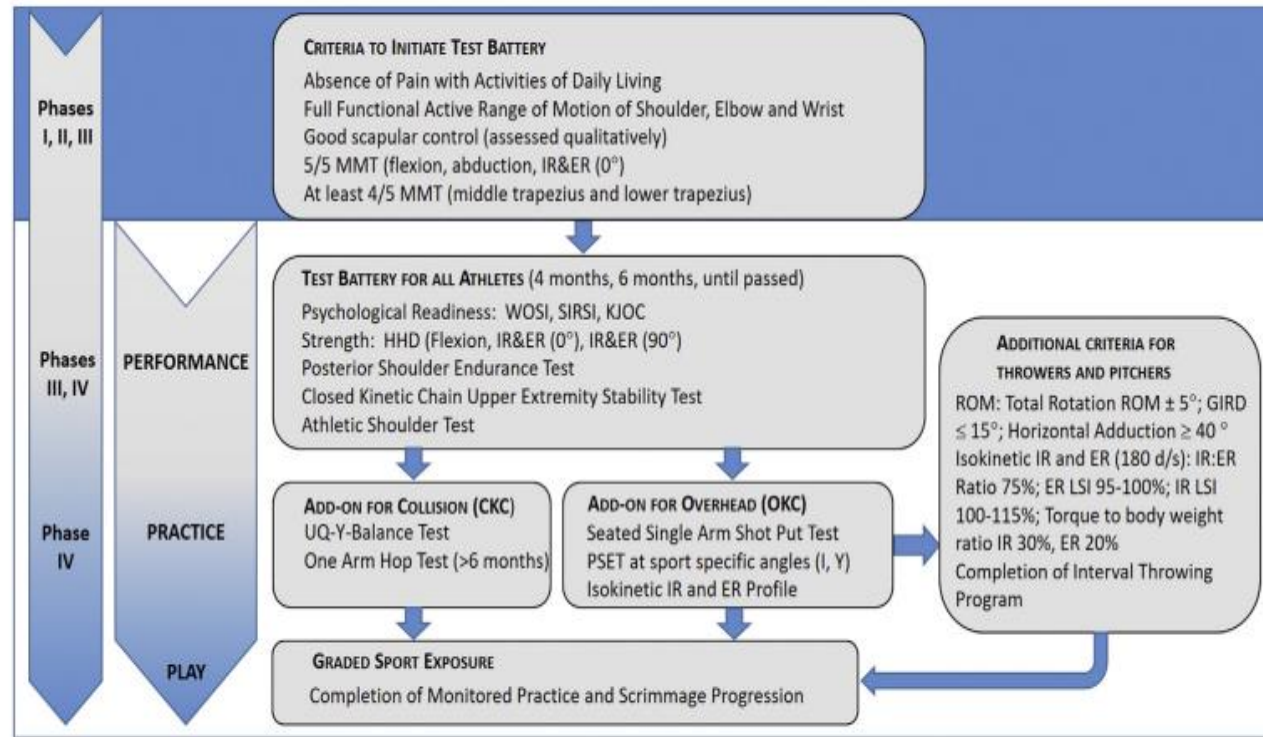 Phases
I, II, III
CRITERIA TO INITIATE TEST BATTERY
Absence of Pain with Activities of Daily Living
Full Functional Active Range of Motion of Shoulder, Elbow and Wrist
Good scapular control (assessed qualitatively)
5/5 MMT (flexion, abduction, IR&ER (0°)
At least 4/5 MMT (middle trapezius and lower trapezius)
Phases
III, IV
PERFORMANCE
TEST BATTERY FOR ALL ATHLETES (4 months, 6 months, until passed)
Psychological Readiness: WOSI, SIRSI, KJOC
Strength: HHD (Flexion, IR&ER (0°), IR&ER (90°)
Posterior Shoulder Endurance Test
Closed Kinetic Chain Upper Extremity Stability Test
Athletic Shoulder Test
ADDITIONAL CRITERIA FOR
THROWERS AND PITCHERS
ROM: Total Rotation ROM ± 5°; GIRD
≤ 15°; Horizontal Adduction ≥ 40 °
Isokinetic IR and ER (180 d/s): IR:ER
Ratio 75%; ER LSI 95-100%; IR LSI
100-115%; Torque to body weight
ratio IR 30%, ER 20%
Completion of Interval Throwing
Program
Phase
IV
PRACTICE
ADD-ON FOR COLLISION (CKC)
UQ-Y-Balance Test
One Arm Hop Test (>6 months)
ADD-ON FOR OVERHEAD (OKC)
Seated Single Arm Shot Put Test
PSET at sport specific angles (I, Y)
Isokinetic IR and ER Profile
PLAY
GRADED SPORT EXPOSURE
Completion of Monitored Practice and Scrimmage Progression